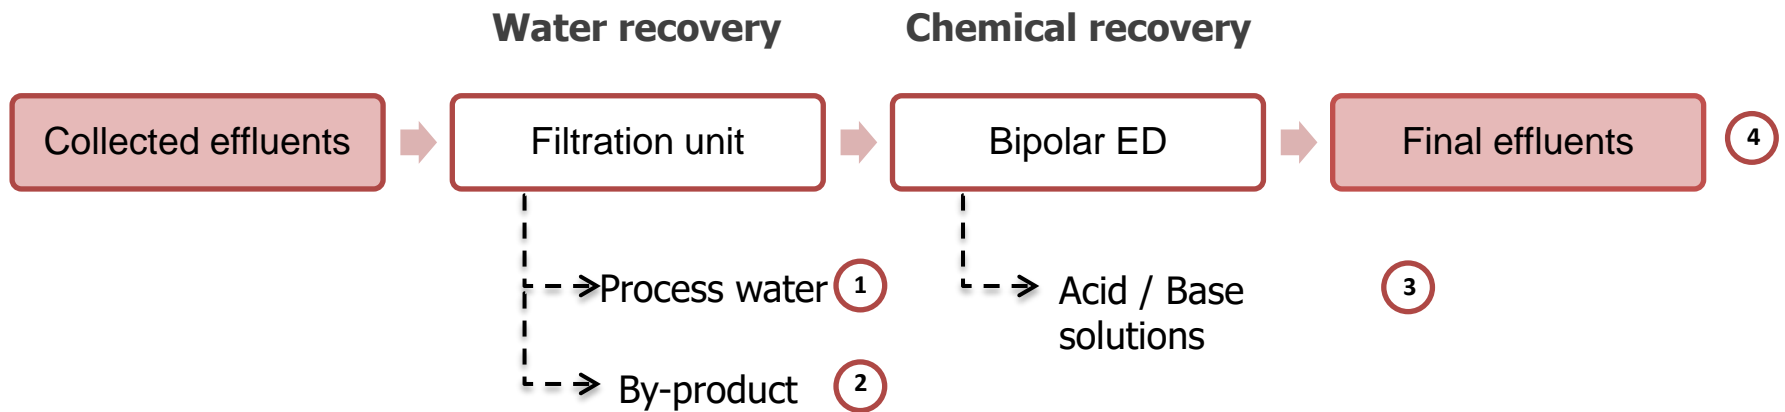 Water recovery
Chemical recovery
Collected effluents
Filtration unit
Bipolar ED
Final effluents
4
Process water
1
Acid / Base
solutions
3
By-product
2